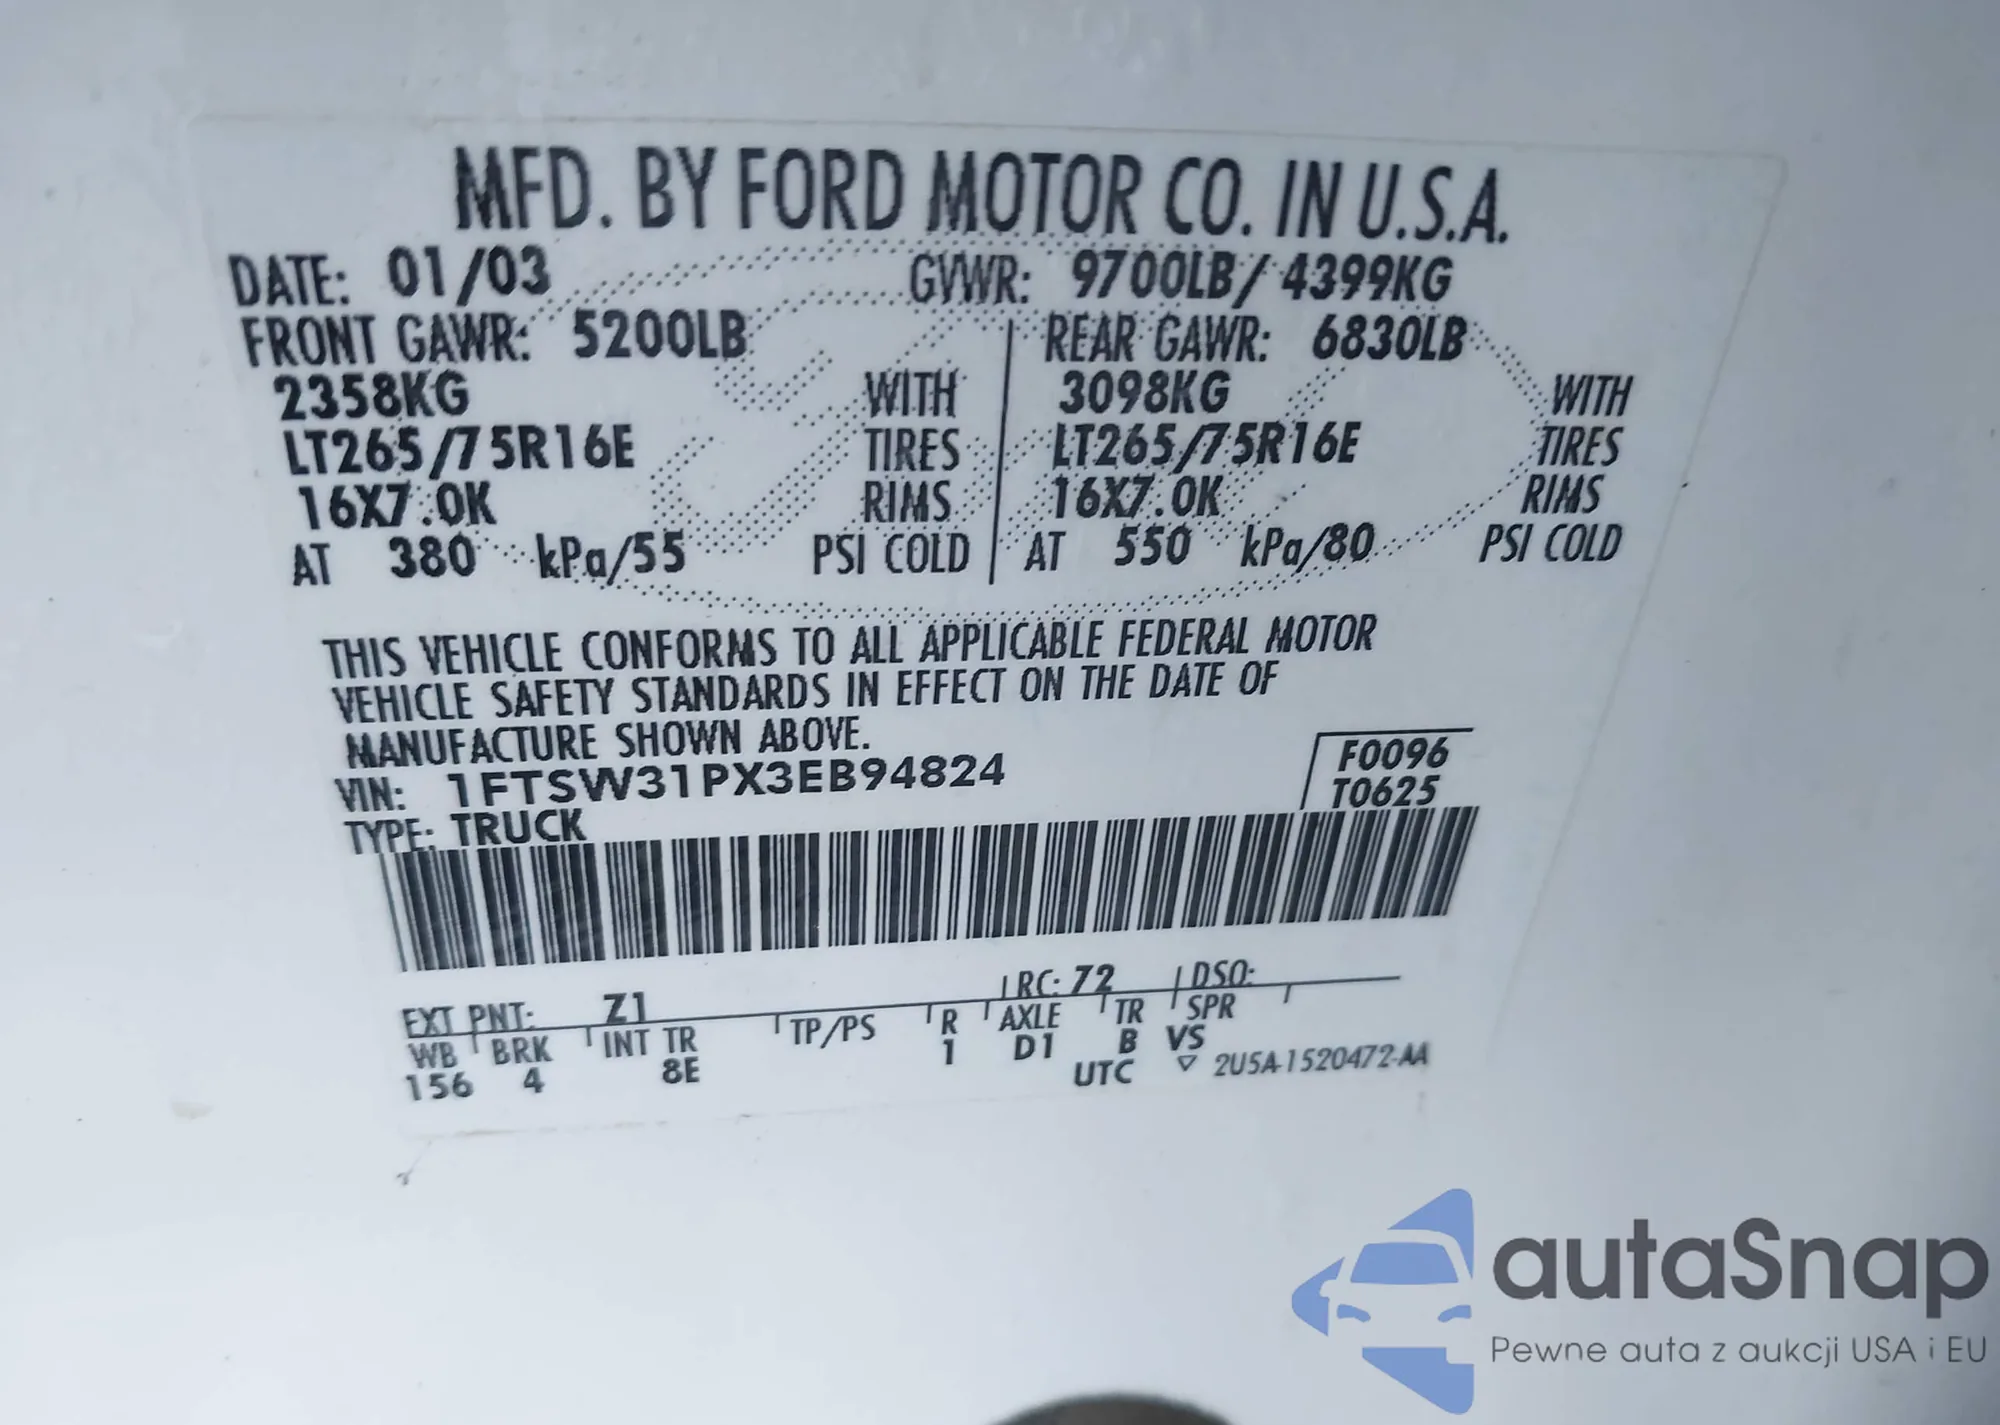 MFD. BY FORD MOTOR CO. IN U.S.A.
DATE: 01/03 GVWR: 9700LB/4399KG
FRONT GAWR: 5200LB REAR GAWR: 6830LB
2358KG WITH 3098KG WITH
LT265/75R16E TIRES LT265/75R16E TIRES
16X7.0K RIMS 16X7.0K RIMS
AT 380 kPa/55 PSI COLD AT 550 kPa/80 PSI COLD
THIS VEHICLE CONFORMS TO ALL APPLICABLE FEDERAL MOTOR
VEHICLE SAFETY STANDARDS IN EFFECT ON THE DATE OF
MANUFACTURE SHOWN ABOVE.
VIN: 1FTSW31PX3EB94824 F0096
TYPE: TRUCK T0625
EXT PNT: Z1 RC: 72 DSO:
WB BRK INT TR TP/PS R AXLE TR SPR
156 4 8E 1 D1 B VS
UTC ▽ 2U5A-1520472-AA
autaSnap
Pewne auta z aukcji USA i EU